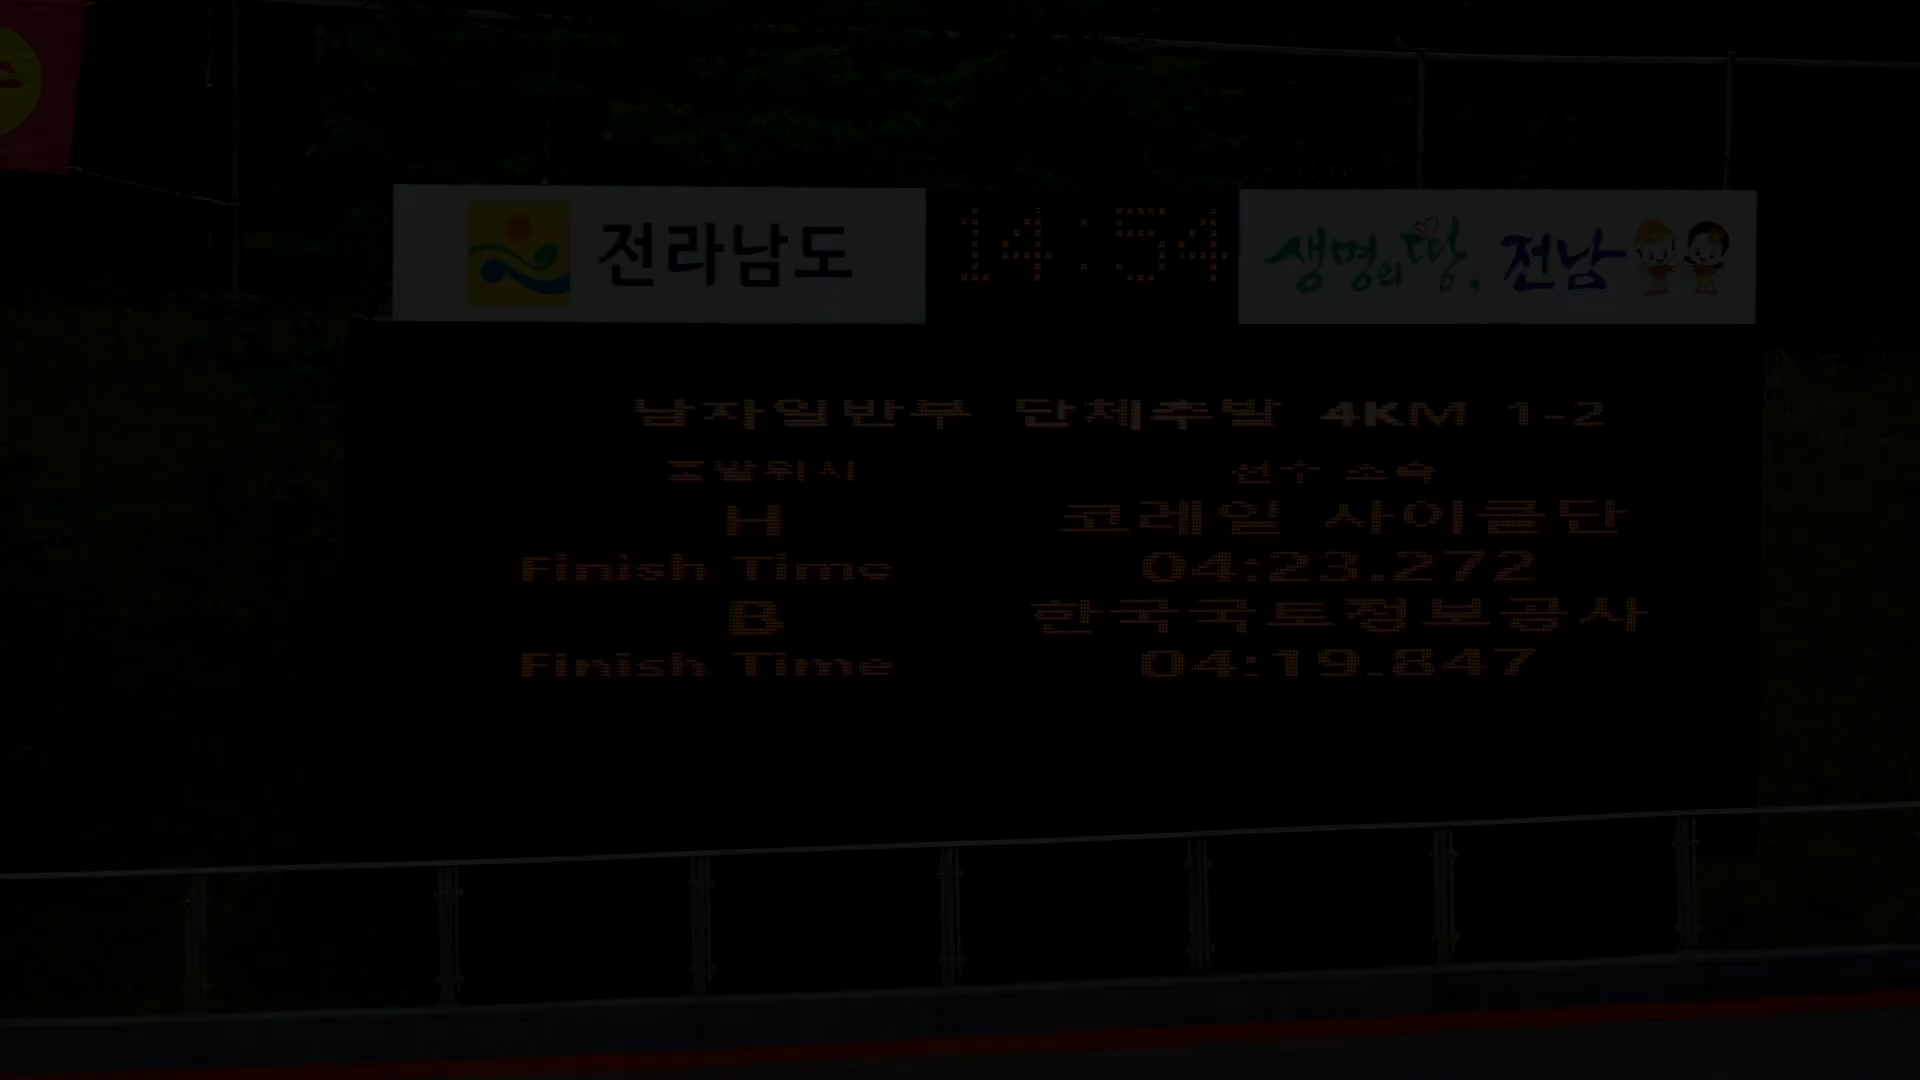 전라남도
14:54
생명의 땅, 전남
남자일반부 단체추발 4KM 1-2
출발위치 선수 소속
H 코레일 사이클단
Finish Time 04:23.272
B 한국국토정보공사
Finish Time 04:19.847